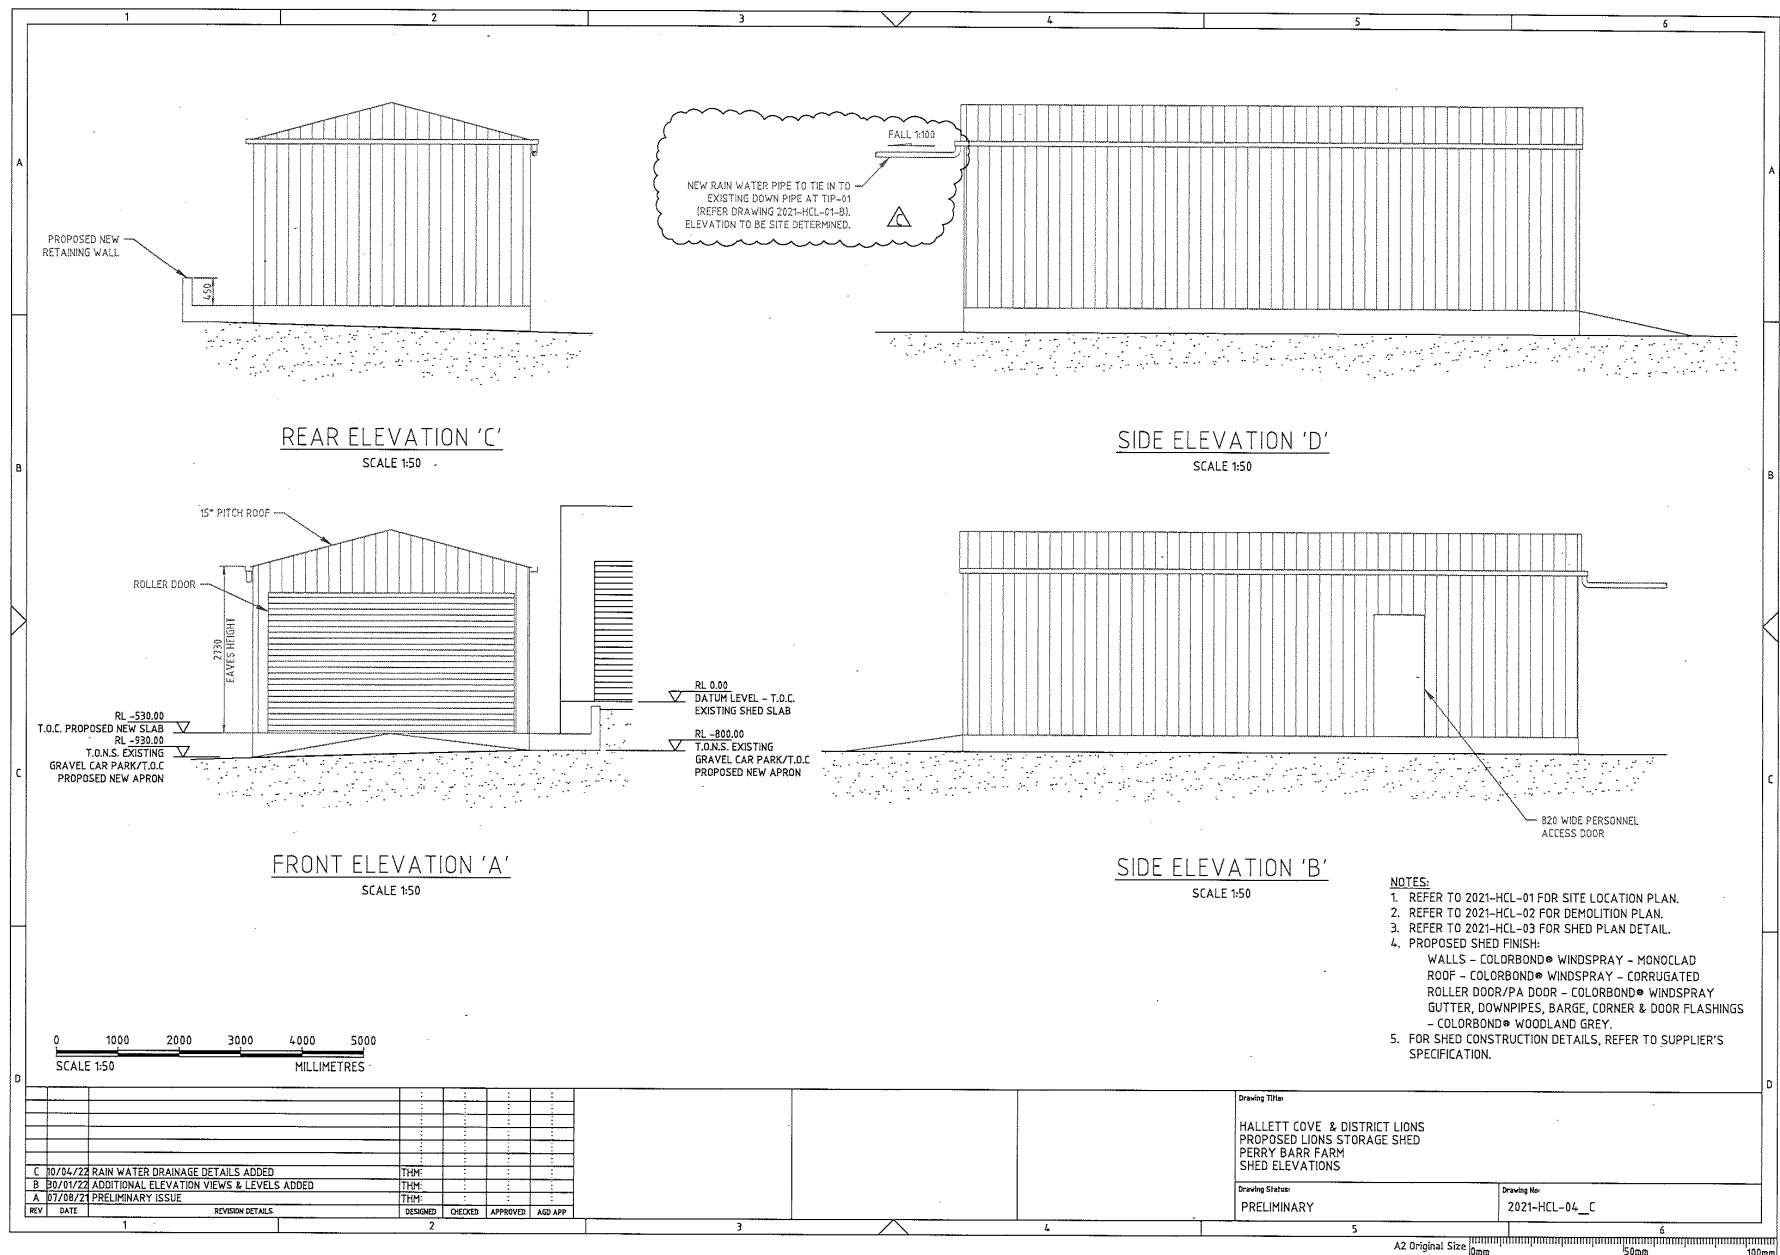 1 2 3 4 5 6
A
A
FALL 1:100
NEW RAIN WATER PIPE TO TIE IN TO
EXISTING DOWN PIPE AT TIP-01
(REFER DRAWING 2021-HCL-01-B).
ELEVATION TO BE SITE DETERMINED.
C
PROPOSED NEW
RETAINING WALL
450
REAR ELEVATION 'C'
SCALE 1:50
SIDE ELEVATION 'D'
SCALE 1:50
B
B
15° PITCH ROOF
ROLLER DOOR
2730
EAVES HEIGHT
RL -530.00
T.O.C. PROPOSED NEW SLAB
RL -930.00
T.O.N.S. EXISTING
GRAVEL CAR PARK/T.O.C
PROPOSED NEW APRON
RL 0.00
DATUM LEVEL - T.O.C.
EXISTING SHED SLAB
RL -800.00
T.O.N.S. EXISTING
GRAVEL CAR PARK/T.O.C
PROPOSED NEW APRON
C
C
820 WIDE PERSONNEL
ACCESS DOOR
FRONT ELEVATION 'A'
SCALE 1:50
SIDE ELEVATION 'B'
SCALE 1:50
NOTES:
1. REFER TO 2021-HCL-01 FOR SITE LOCATION PLAN.
2. REFER TO 2021-HCL-02 FOR DEMOLITION PLAN.
3. REFER TO 2021-HCL-03 FOR SHED PLAN DETAIL.
4. PROPOSED SHED FINISH:
WALLS - COLORBOND® WINDSPRAY - MONOCLAD
ROOF - COLORBOND® WINDSPRAY - CORRUGATED
ROLLER DOOR/PA DOOR - COLORBOND® WINDSPRAY
GUTTER, DOWNPIPES, BARGE, CORNER & DOOR FLASHINGS
- COLORBOND® WOODLAND GREY.
5. FOR SHED CONSTRUCTION DETAILS, REFER TO SUPPLIER'S
SPECIFICATION.
0 1000 2000 3000 4000 5000
SCALE 1:50 MILLIMETRES
D
D
C 10/04/22 RAIN WATER DRAINAGE DETAILS ADDED THM
B 30/01/22 ADDITIONAL ELEVATION VIEWS & LEVELS ADDED THM
A 07/08/21 PRELIMINARY ISSUE THM
REV DATE REVISION DETAILS DESIGNED CHECKED APPROVED AGD APP
Drawing Title:
HALLETT COVE & DISTRICT LIONS
PROPOSED LIONS STORAGE SHED
PERRY BARR FARM
SHED ELEVATIONS
Drawing Status:
PRELIMINARY
Drawing No:
2021-HCL-04_C
1 2 3 4 5 6
A2 Original Size 0mm 50mm 100mm